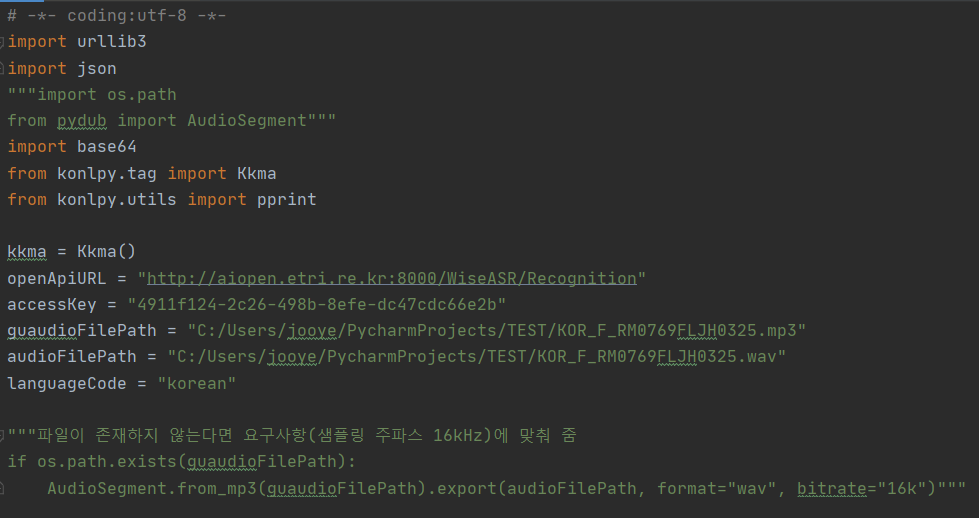 # -*- coding:utf-8 -*-
import urllib3
import json
"""import os.path
from pydub import AudioSegment"""
import base64
from konlpy.tag import Kkma
from konlpy.utils import pprint
kkma = Kkma()
openApiURL = "http://aiopen.etri.re.kr:8000/WiseASR/Recognition"
accessKey = "4911f124-2c26-498b-8efe-dc47cdc66e2b"
guaudioFilePath = "C:/Users/jooye/PycharmProjects/TEST/KOR_F_RM0769FLJH0325.mp3"
audioFilePath = "C:/Users/jooye/PycharmProjects/TEST/KOR_F_RM0769FLJH0325.wav"
languageCode = "korean"
"""파일이 존재하지 않는다면 요구사항(샘플링 주파스 16kHz)에 맞춰 줌
if os.path.exists(guaudioFilePath):
    AudioSegment.from_mp3(guaudioFilePath).export(audioFilePath, format="wav", bitrate="16k")"""